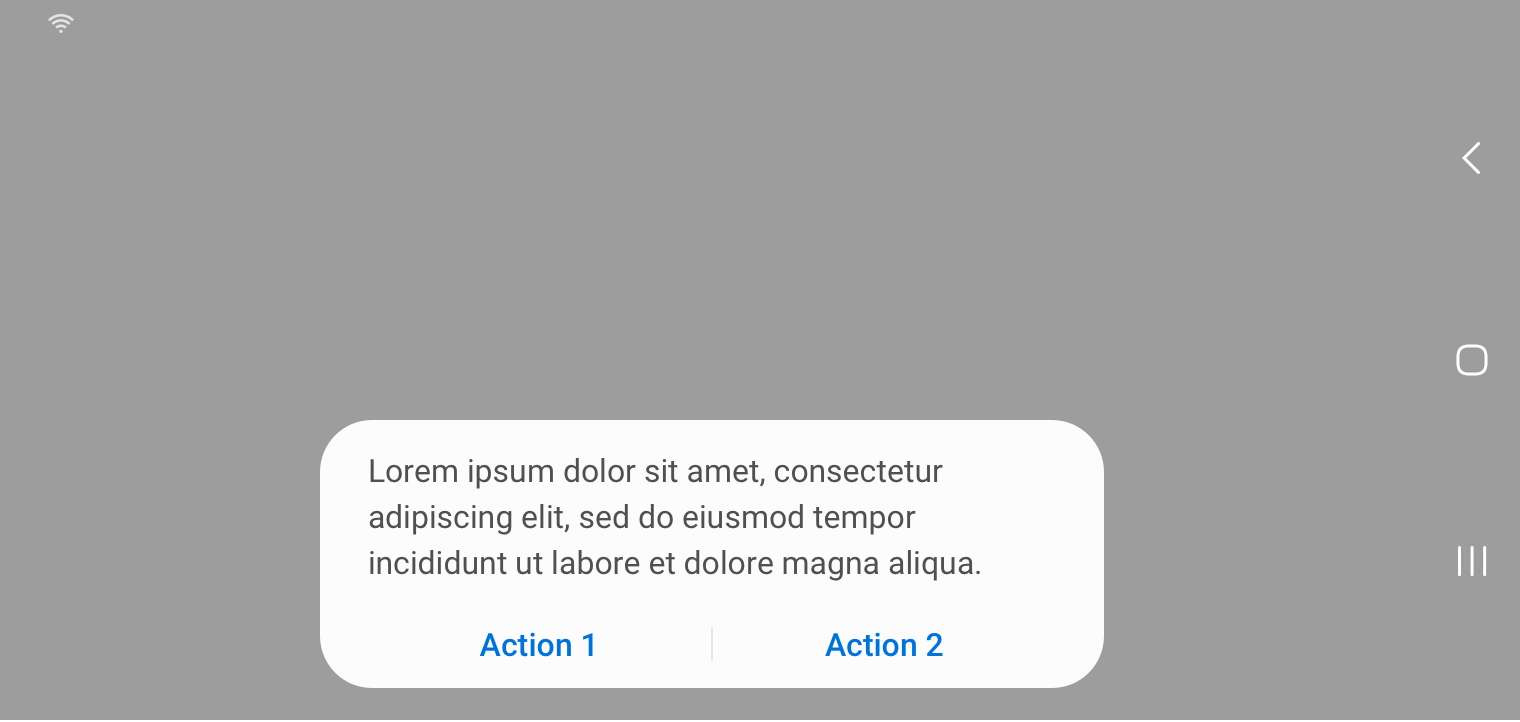 Lorem ipsum dolor sit amet, consectetur
adipiscing elit, sed do eiusmod tempor
incididunt ut labore et dolore magna aliqua.
Action 1
Action 2